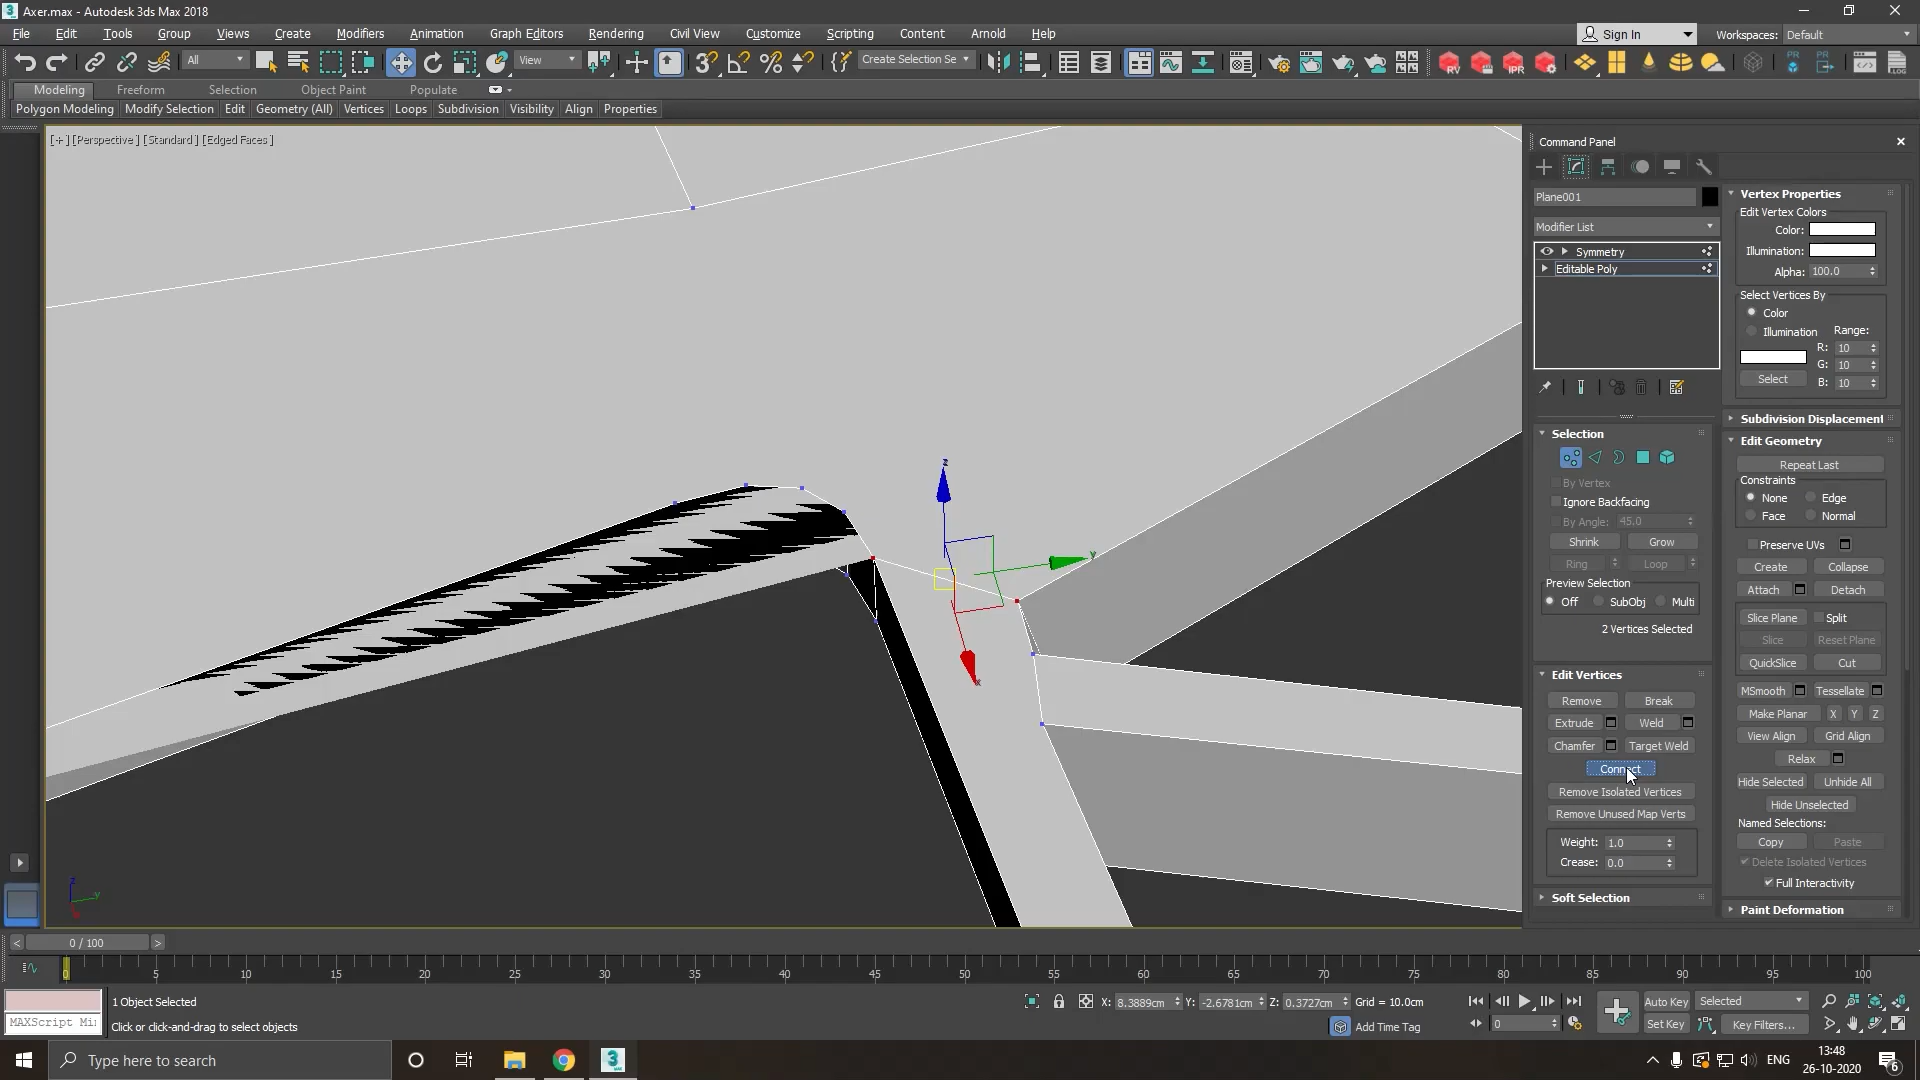 Axer.max - Autodesk 3ds Max 2018
File Edit Tools Group Views Create Modifiers Animation Graph Editors Rendering Civil View Customize Scripting Content Arnold Help
Sign In Workspaces: Default
All View Create Selection Se
Modeling Freeform Selection Object Paint Populate
Polygon Modeling Modify Selection Edit Geometry (All) Vertices Loops Subdivision Visibility Align Properties
[+] [Perspective] [Standard] [Edged Faces]
z
y
x
Command Panel
Plane001
Modifier List
Symmetry
Editable Poly
Selection
By Vertex
Ignore Backfacing
By Angle: 45.0
Shrink Grow
Ring Loop
Preview Selection
Off SubObj Multi
2 Vertices Selected
Edit Vertices
Remove Break
Extrude Weld
Chamfer Target Weld
Connect
Remove Isolated Vertices
Remove Unused Map Verts
Weight: 1.0
Crease: 0.0
Soft Selection
Vertex Properties
Edit Vertex Colors
Color:
Illumination:
Alpha: 100.0
Select Vertices By
Color
Illumination Range:
R: 10
G: 10
Select B: 10
Subdivision Displacement
Edit Geometry
Repeat Last
Constraints
None Edge
Face Normal
Preserve UVs
Create Collapse
Attach Detach
Slice Plane Split
Slice Reset Plane
QuickSlice Cut
MSmooth Tessellate
Make Planar X Y Z
View Align Grid Align
Relax
Hide Selected Unhide All
Hide Unselected
Named Selections:
Copy Paste
Delete Isolated Vertices
Full Interactivity
Paint Deformation
< 0 / 100 >
0 5 10 15 20 25 30 35 40 45 50 55 60 65 70 75 80 85 90 95 100
1 Object Selected
X: 8.3889cm Y: -2.6781cm Z: 0.3727cm Grid = 10.0cm
Auto Key Selected
MAXScript Mi
Click or click-and-drag to select objects
Add Time Tag
0
Set Key Key Filters...
Type here to search
ENG
13:48
26-10-2020
6